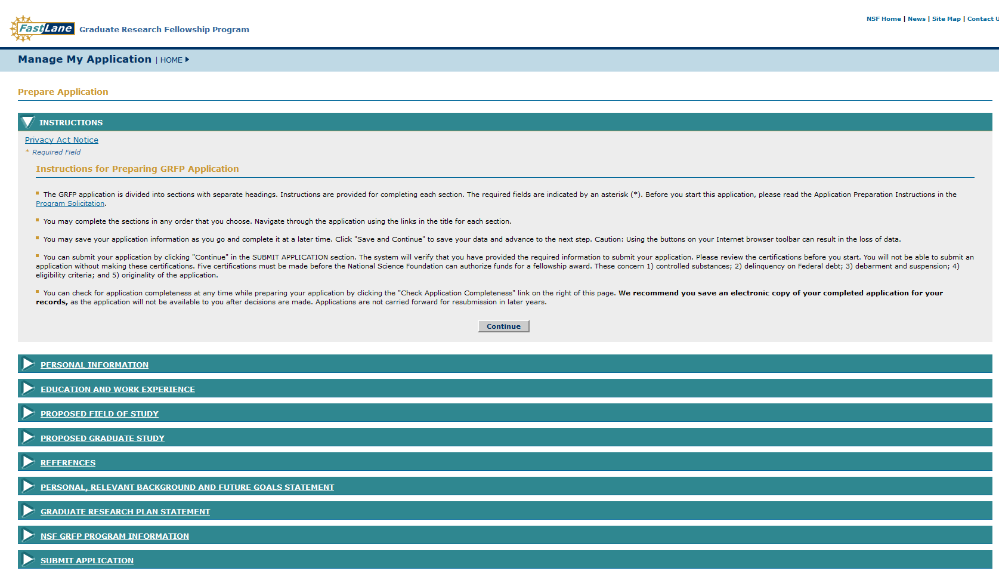 FastLane Graduate Research Fellowship Program
NSF Home | News | Site Map | Contact U
Manage My Application | HOME
Prepare Application
INSTRUCTIONS
Privacy Act Notice
* Required Field
Instructions for Preparing GRFP Application
The GRFP application is divided into sections with separate headings. Instructions are provided for completing each section. The required fields are indicated by an asterisk (*). Before you start this application, please read the Application Preparation Instructions in the
Program Solicitation.
You may complete the sections in any order that you choose. Navigate through the application using the links in the title for each section.
You may save your application information as you go and complete it at a later time. Click "Save and Continue" to save your data and advance to the next step. Caution: Using the buttons on your Internet browser toolbar can result in the loss of data.
You can submit your application by clicking "Continue" in the SUBMIT APPLICATION section. The system will verify that you have provided the required information to submit your application. Please review the certifications before you start. You will not be able to submit an
application without making these certifications. Five certifications must be made before the National Science Foundation can authorize funds for a fellowship award. These concern 1) controlled substances; 2) delinquency on Federal debt; 3) debarment and suspension; 4)
eligibility criteria; and 5) originality of the application.
You can check for application completeness at any time while preparing your application by clicking the "Check Application Completeness" link on the right of this page. We recommend you save an electronic copy of your completed application for your
records, as the application will not be available to you after decisions are made. Applications are not carried forward for resubmission in later years.
Continue
PERSONAL INFORMATION
EDUCATION AND WORK EXPERIENCE
PROPOSED FIELD OF STUDY
PROPOSED GRADUATE STUDY
REFERENCES
PERSONAL, RELEVANT BACKGROUND AND FUTURE GOALS STATEMENT
GRADUATE RESEARCH PLAN STATEMENT
NSF GRFP PROGRAM INFORMATION
SUBMIT APPLICATION